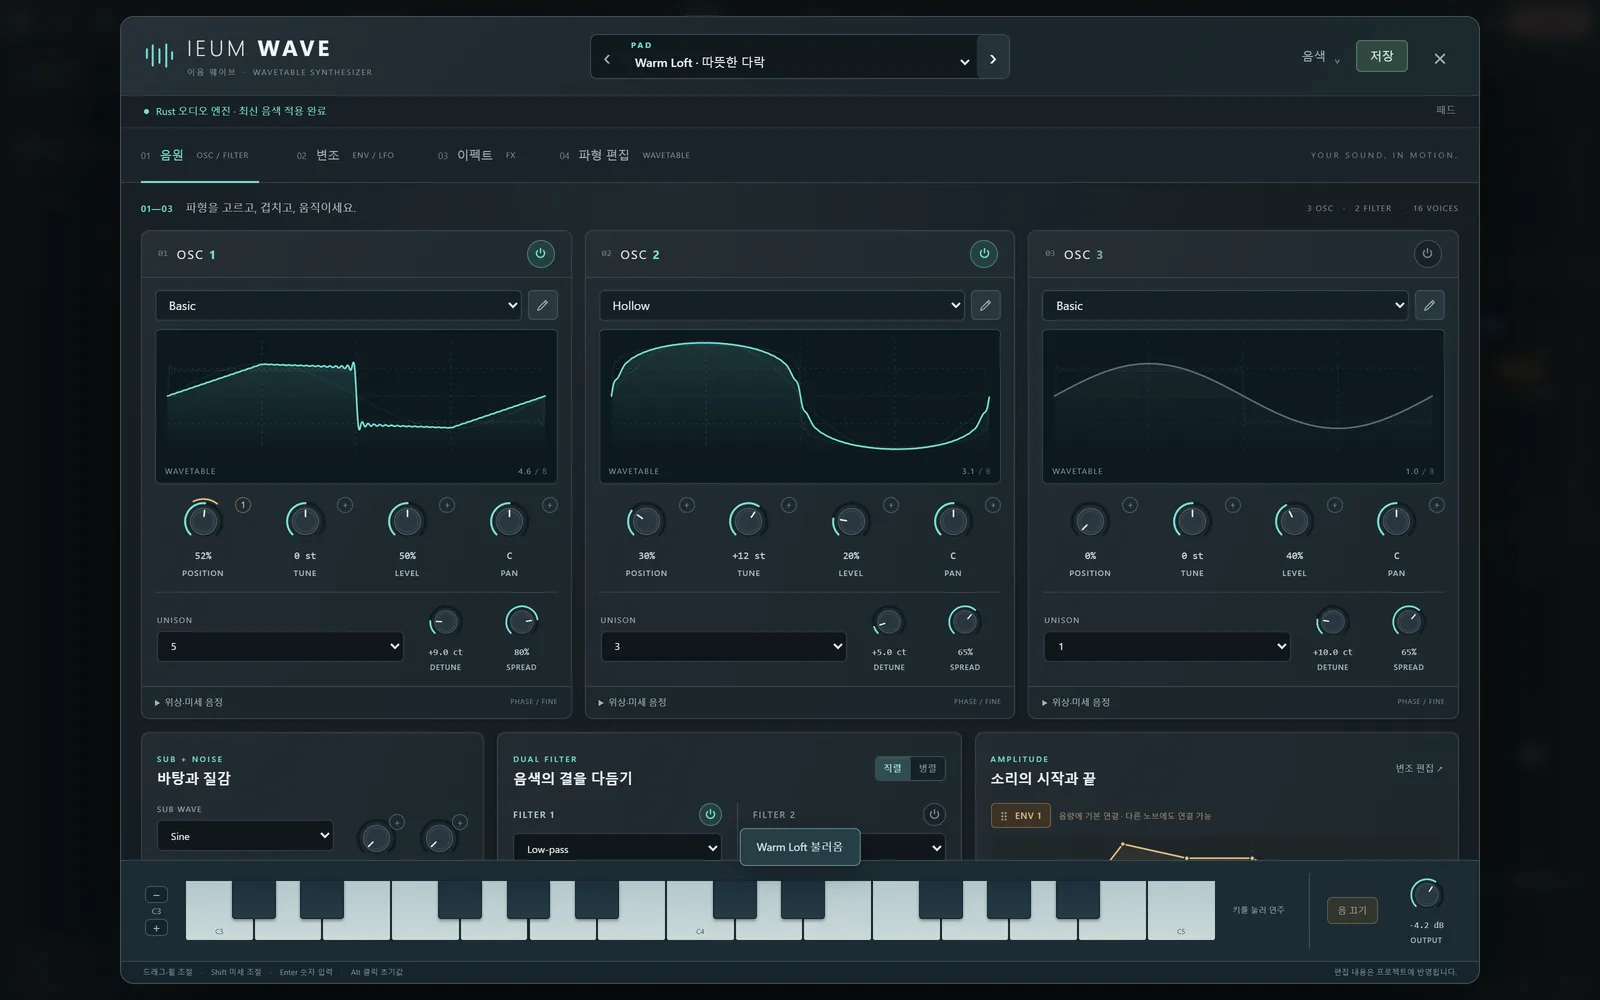 IEUM WAVE
이음 웨이브 · WAVETABLE SYNTHESIZER
PAD
Warm Loft · 따뜻한 다락
음색
저장
Rust 오디오 엔진 · 최신 음색 적용 완료
패드
01 음원 OSC / FILTER
02 변조 ENV / LFO
03 이펙트 FX
04 파형 편집 WAVETABLE
YOUR SOUND, IN MOTION.
01—03 파형을 고르고, 겹치고, 움직이세요.
3 OSC · 2 FILTER · 16 VOICES
01 OSC 1
Basic
WAVETABLE 4.6 / 8
1 + + +
52% 0 st 50% C
POSITION TUNE LEVEL PAN
UNISON
5
+9.0 ct 80%
DETUNE SPREAD
위상·미세 음정 PHASE / FINE
02 OSC 2
Hollow
WAVETABLE 3.1 / 8
+ + + +
30% +12 st 20% C
POSITION TUNE LEVEL PAN
UNISON
3
+5.0 ct 65%
DETUNE SPREAD
위상·미세 음정 PHASE / FINE
03 OSC 3
Basic
WAVETABLE 1.0 / 8
+ + + +
0% 0 st 40% C
POSITION TUNE LEVEL PAN
UNISON
1
+10.0 ct 65%
DETUNE SPREAD
위상·미세 음정 PHASE / FINE
SUB + NOISE
바탕과 질감
SUB WAVE
Sine
+ +
DUAL FILTER
음색의 결을 다듬기
직렬 병렬
FILTER 1
Low-pass
FILTER 2
Warm Loft 불러옴
AMPLITUDE
소리의 시작과 끝
변조 편집 ↗
ENV 1 음량에 기본 연결 · 다른 노브에도 연결 가능
−
C3
+
C3 C4 C5
키를 눌러 연주
음 끄기
-4.2 dB
OUTPUT
드래그·휠 조절 · Shift 미세 조절 · Enter 숫자 입력 · Alt 클릭 초기값
편집 내용은 프로젝트에 반영됩니다.